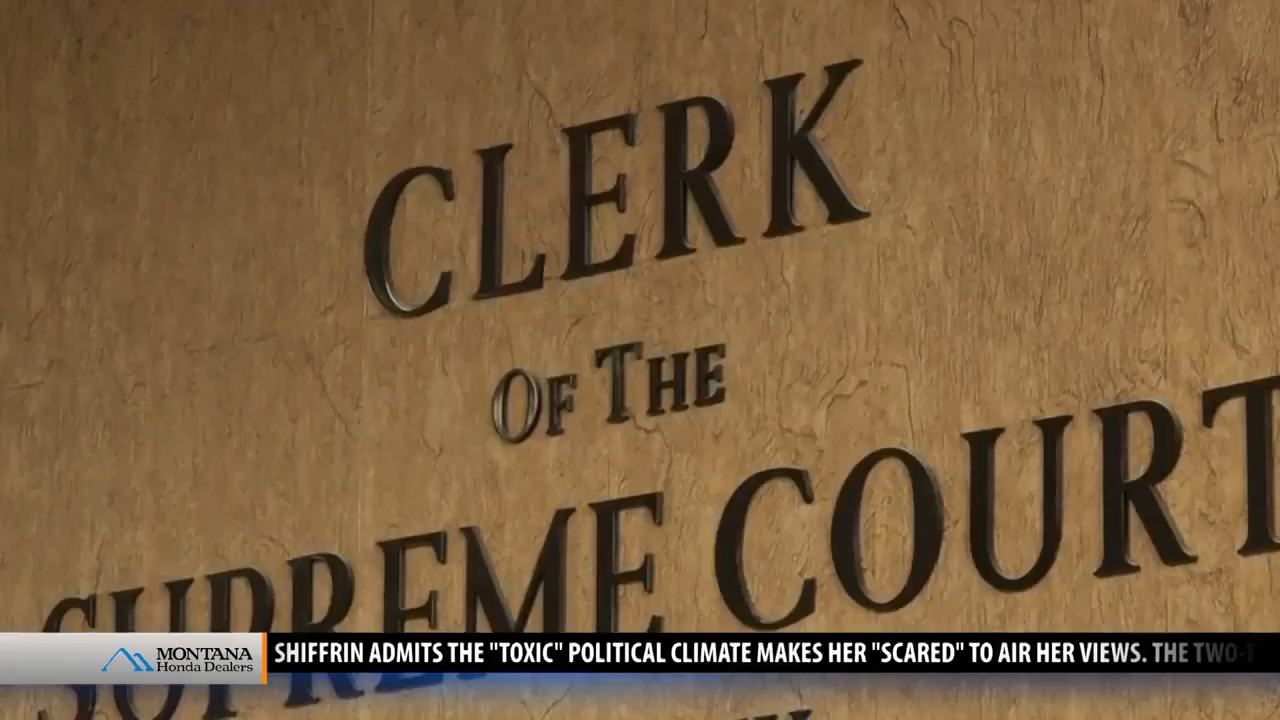 CLERK
OF THE
SUPREME COURT
MONTANA
Honda Dealers
SHIFFRIN ADMITS THE "TOXIC" POLITICAL CLIMATE MAKES HER "SCARED" TO AIR HER VIEWS. THE TWO-